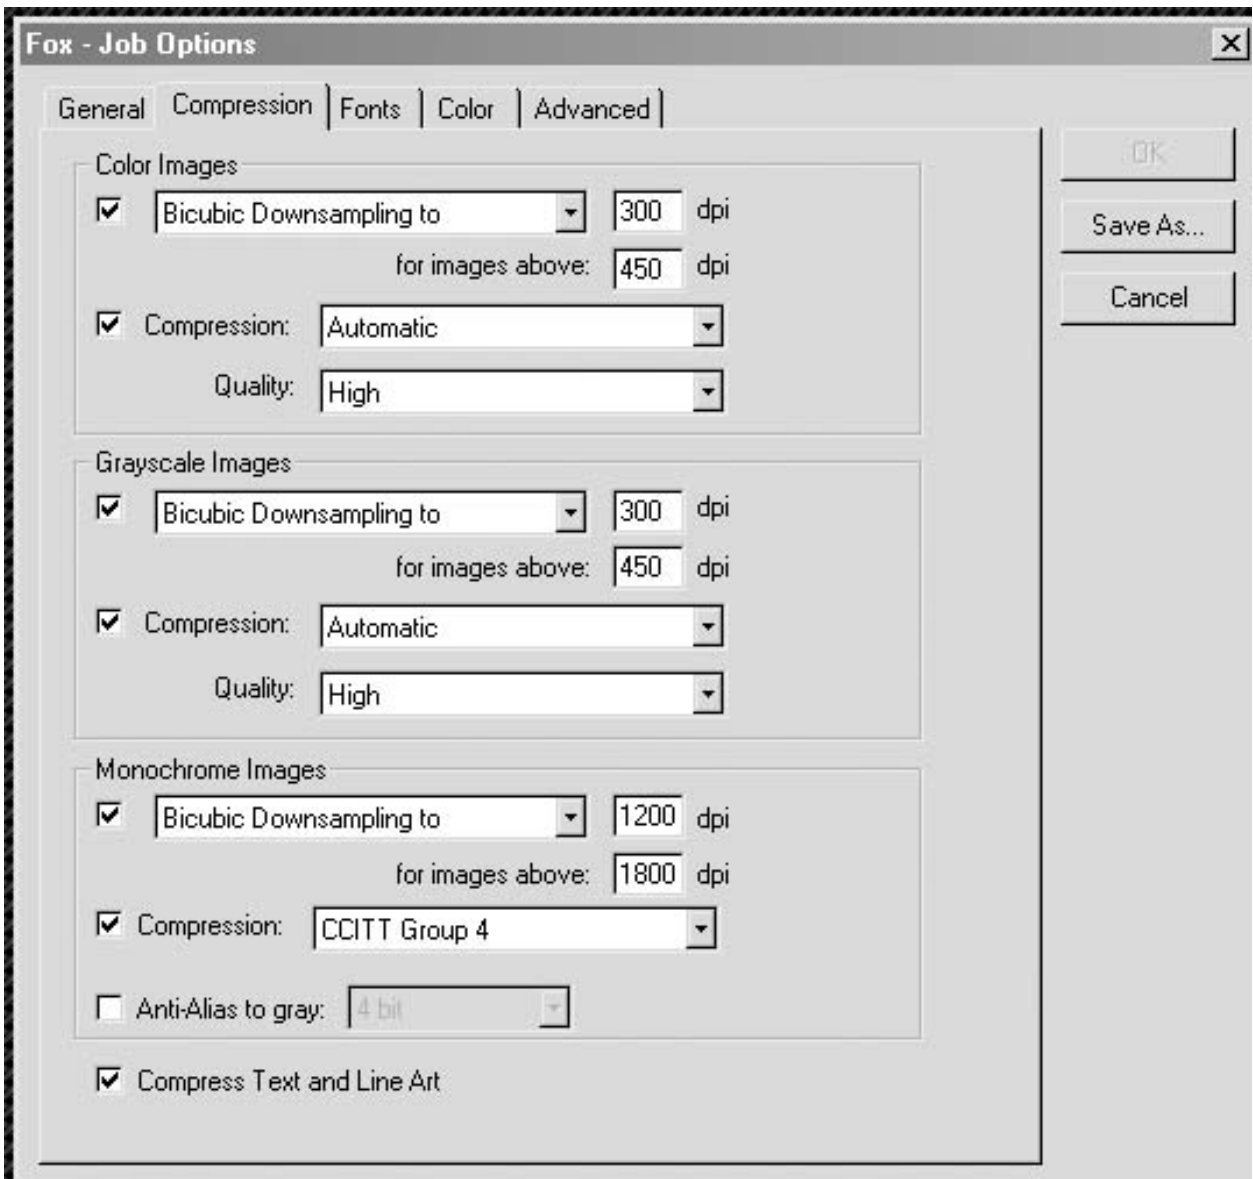 Fox - Job Options
General Compression Fonts Color Advanced
OK
Save As...
Cancel
Color Images
Bicubic Downsampling to 300 dpi
for images above: 450 dpi
Compression: Automatic
Quality: High
Grayscale Images
Bicubic Downsampling to 300 dpi
for images above: 450 dpi
Compression: Automatic
Quality: High
Monochrome Images
Bicubic Downsampling to 1200 dpi
for images above: 1800 dpi
Compression: CCITT Group 4
Anti-Alias to gray: 4 bit
Compress Text and Line Art